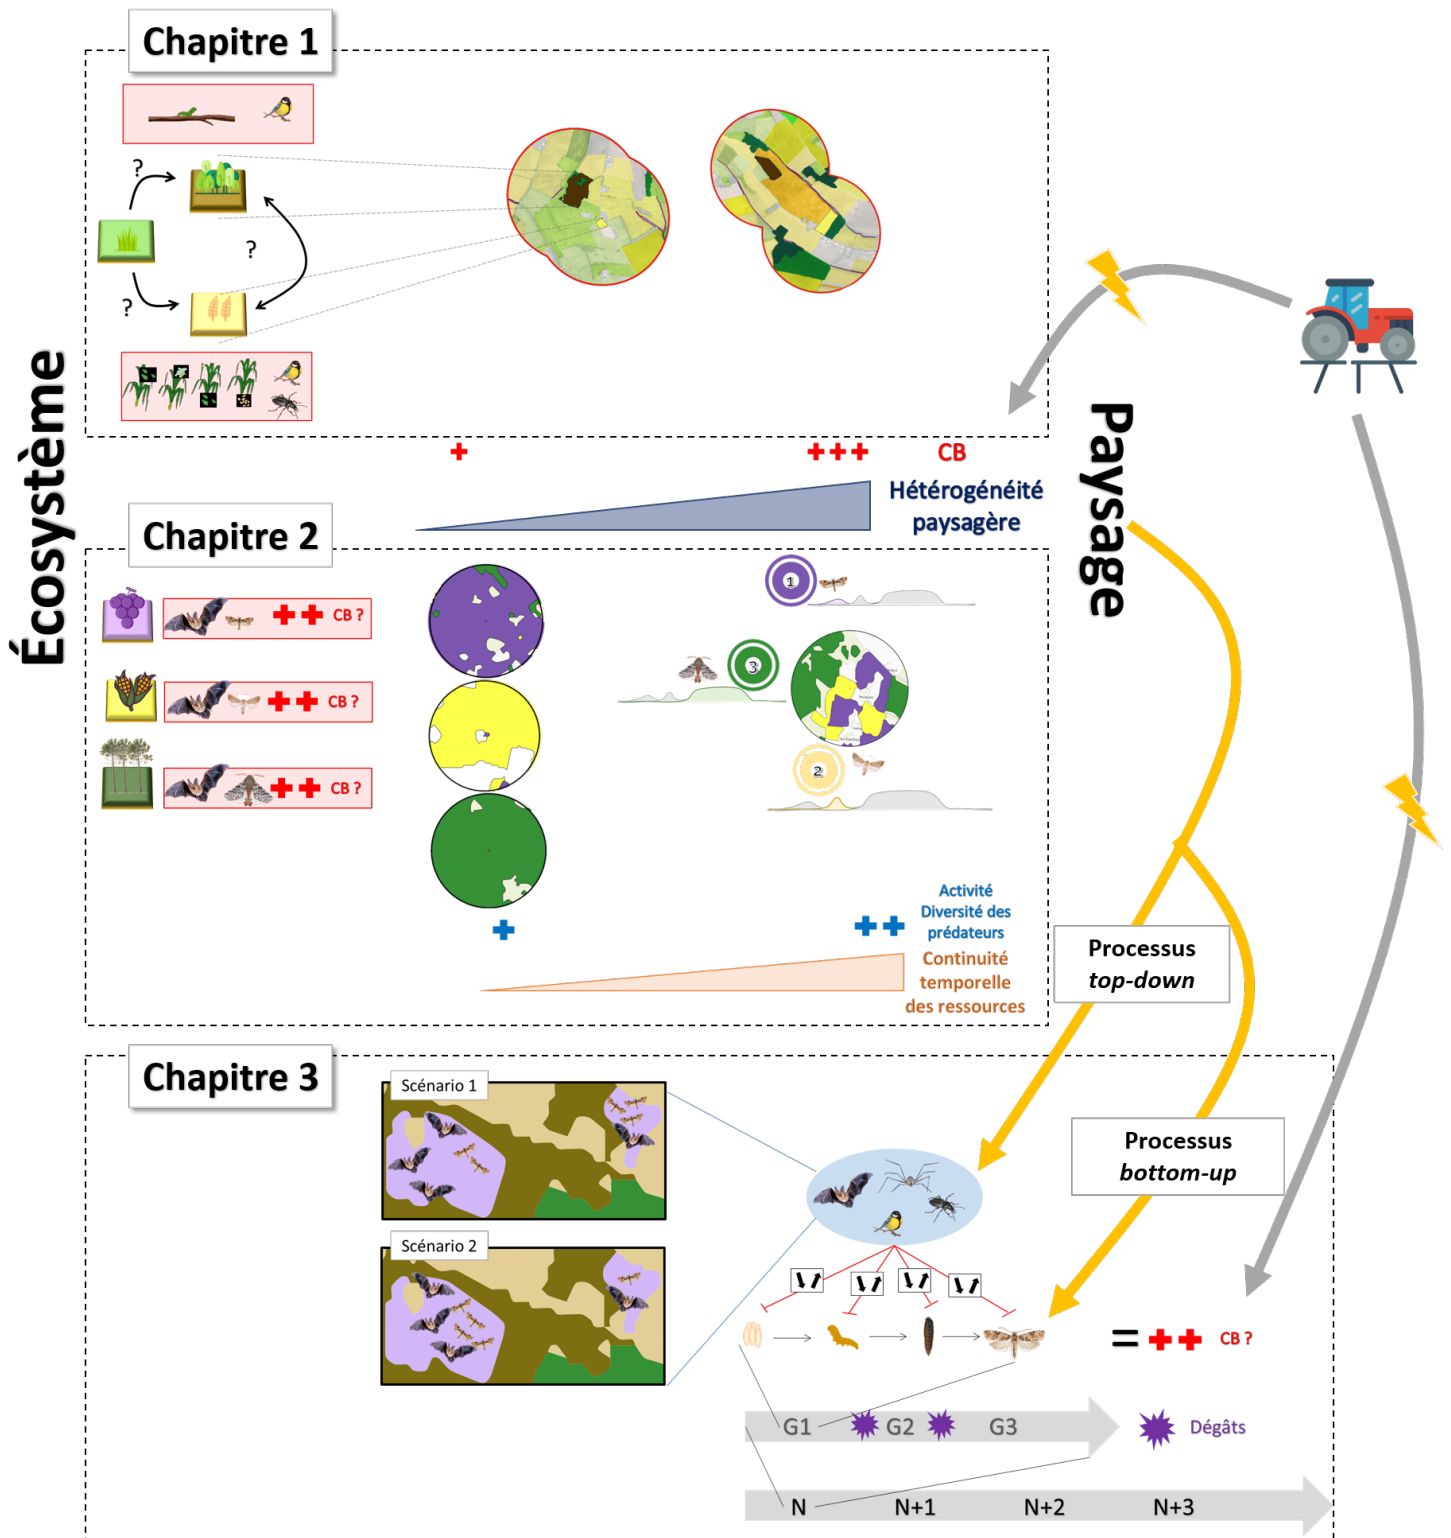 Chapitre 1
?
?
?
Écosystème
Paysage
CB
Hétérogénéité
paysagère
Chapitre 2
CB ?
CB ?
CB ?
1
3
2
Activité
Diversité des
prédateurs
Continuité
temporelle
des ressources
Processus
top-down
Processus
bottom-up
Chapitre 3
Scénario 1
Scénario 2
= CB ?
G1 G2 G3 Dégâts
N N+1 N+2 N+3